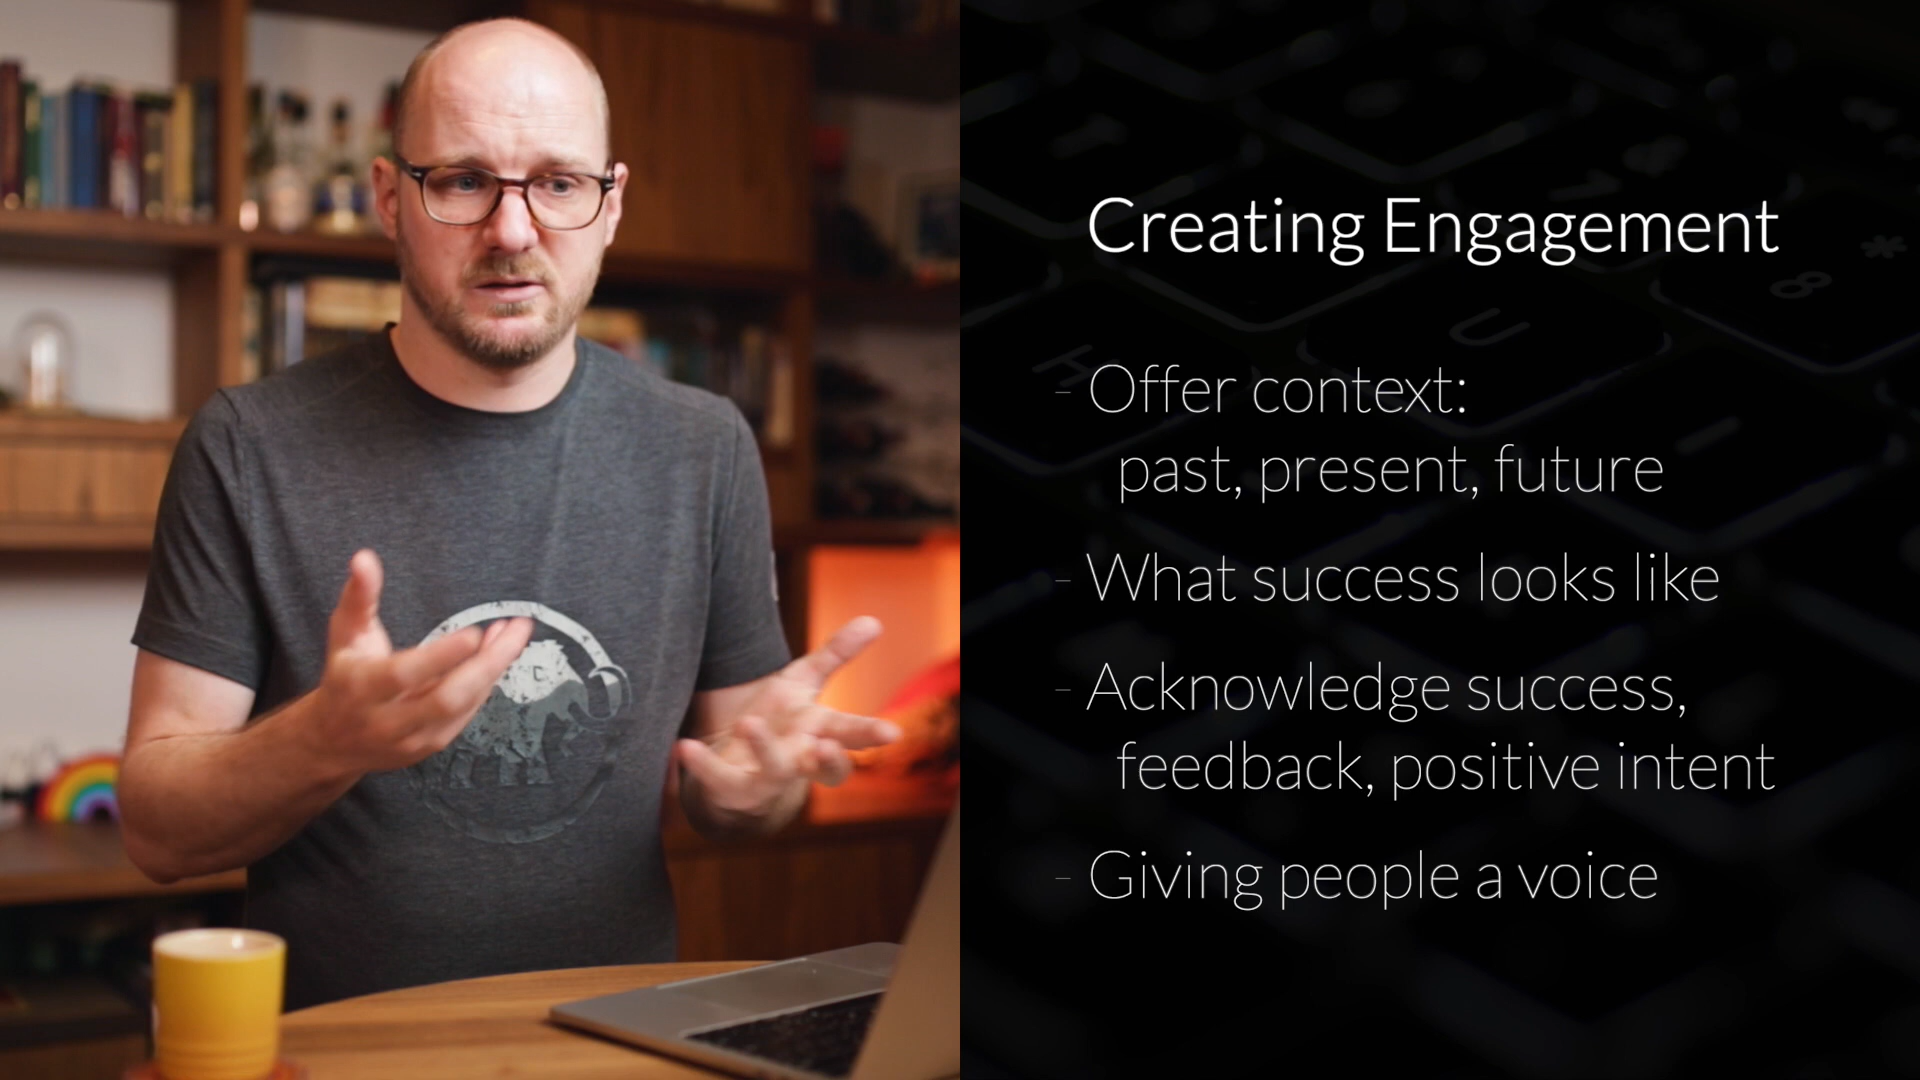 Creating Engagement
- Offer context:
past, present, future
- What success looks like
- Acknowledge success,
feedback, positive intent
- Giving people a voice